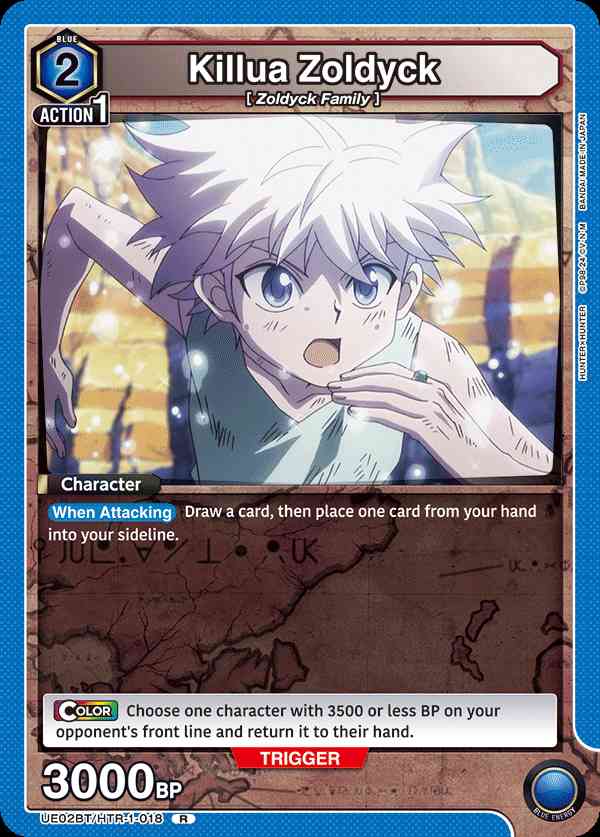 BLUE
2
ACTION 1
Killua Zoldyck
[ Zoldyck Family ]
HUNTER×HUNTER ©P98-24 ©V･N･M BANDAI MADE IN JAPAN
Character
When Attacking Draw a card, then place one card from your hand
into your sideline.
COLOR Choose one character with 3500 or less BP on your
opponent's front line and return it to their hand.
TRIGGER
3000 BP
BLUE ENERGY
UE02BT/HTR-1-018 R